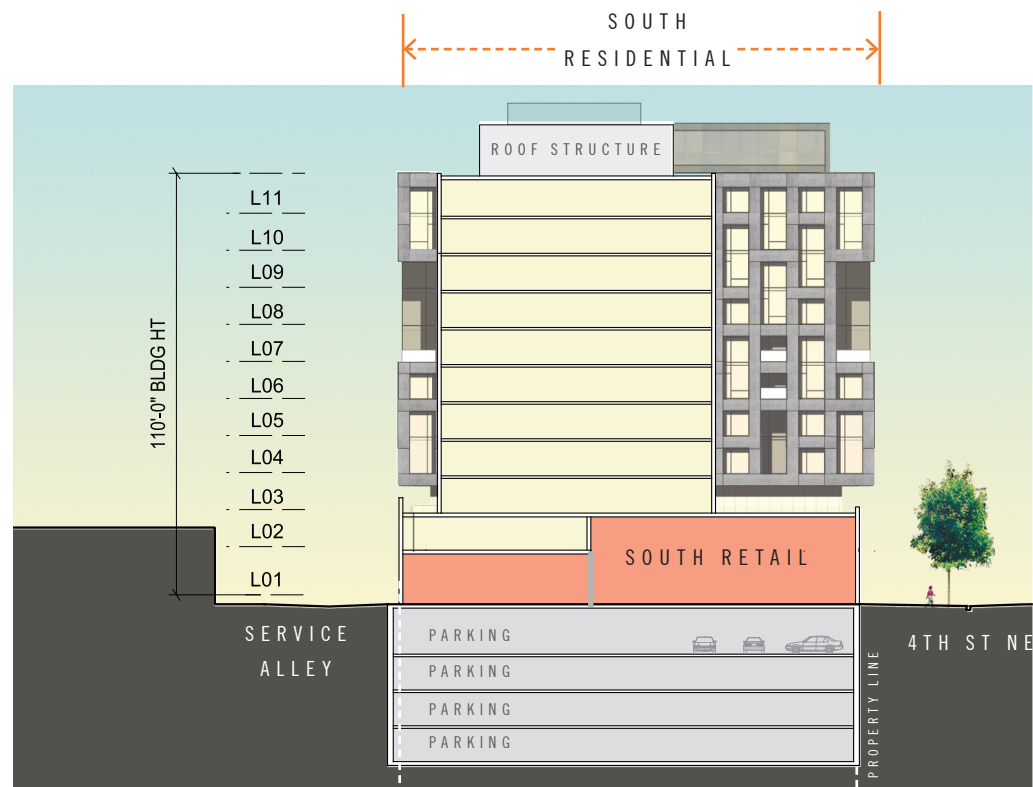 SOUTH
RESIDENTIAL
ROOF STRUCTURE
L11
L10
L09
L08
L07
L06
L05
L04
L03
L02
L01
110'-0" BLDG HT
SOUTH RETAIL
SERVICE
ALLEY
PARKING
PARKING
PARKING
PARKING
PROPERTY LINE
4TH ST NE